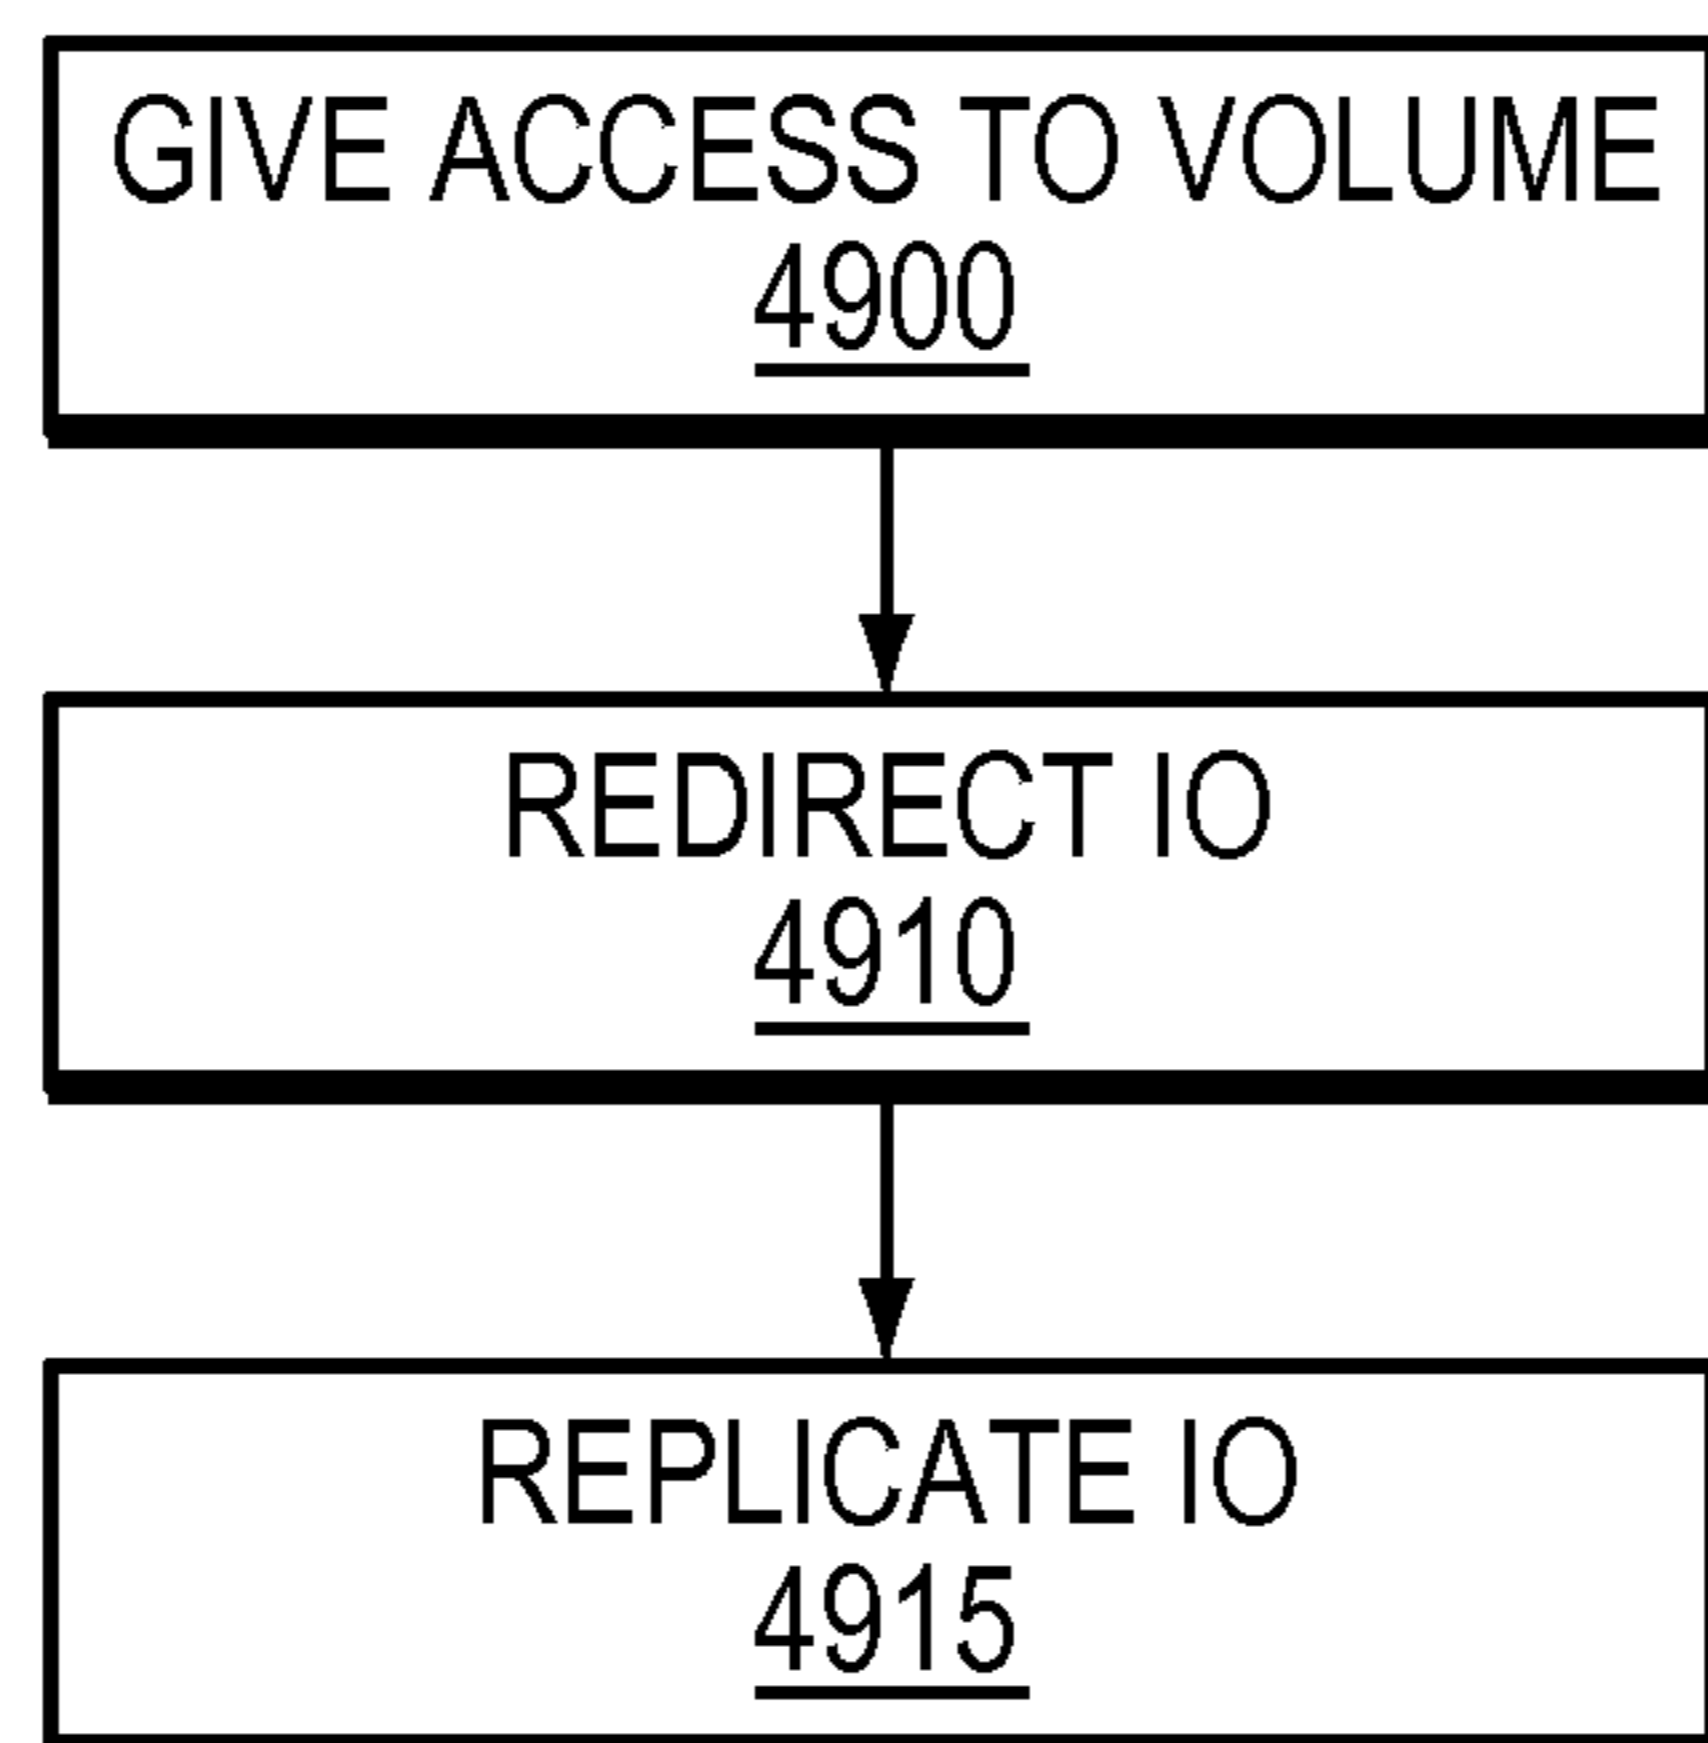 GIVE ACCESS TO VOLUME
4900
REDIRECT IO
4910
REPLICATE IO
4915